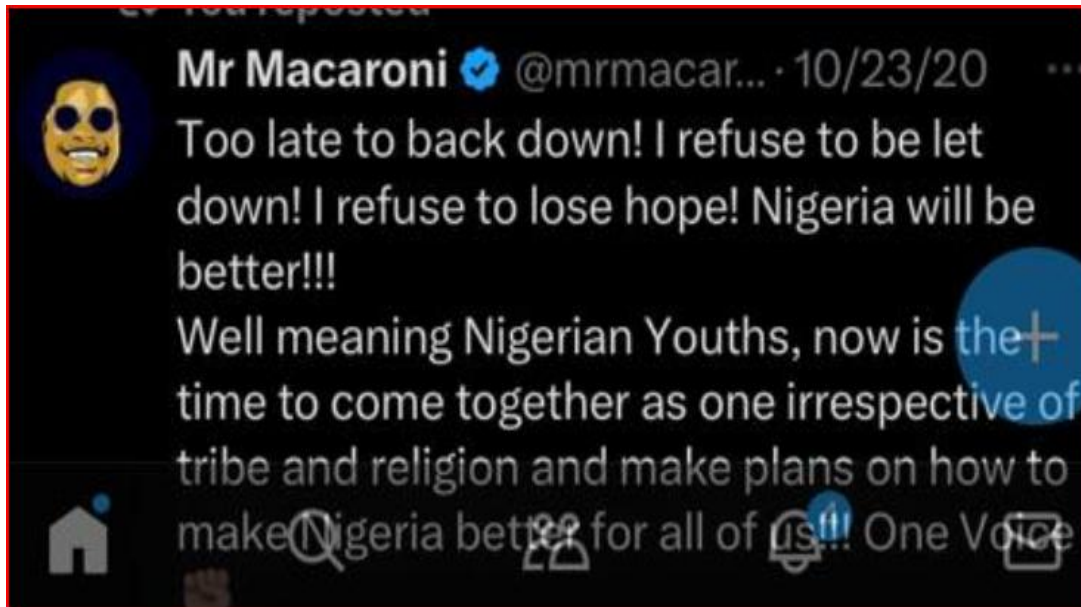 You reposted
Mr Macaroni @mrmacar... · 10/23/20
Too late to back down! I refuse to be let
down! I refuse to lose hope! Nigeria will be
better!!!
Well meaning Nigerian Youths, now is the
time to come together as one irrespective of
tribe and religion and make plans on how to
make Nigeria better for all of us!!! One Voice